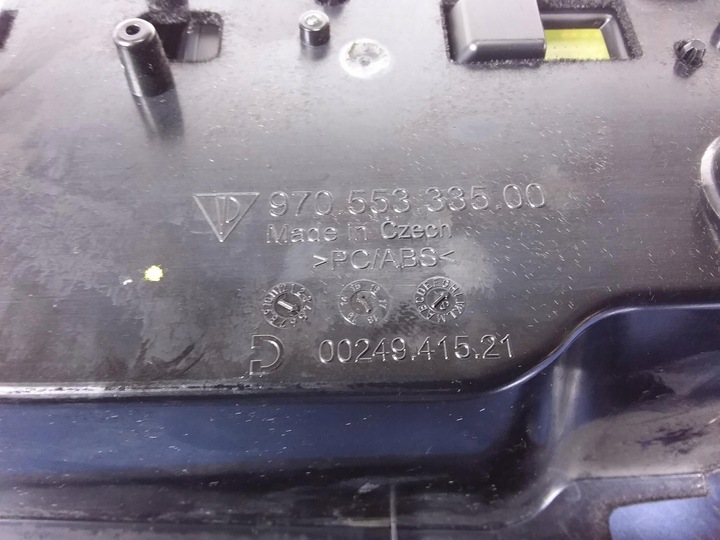 970.553.335.00
Made in Czech
>PC/ABS<
00249.415.21